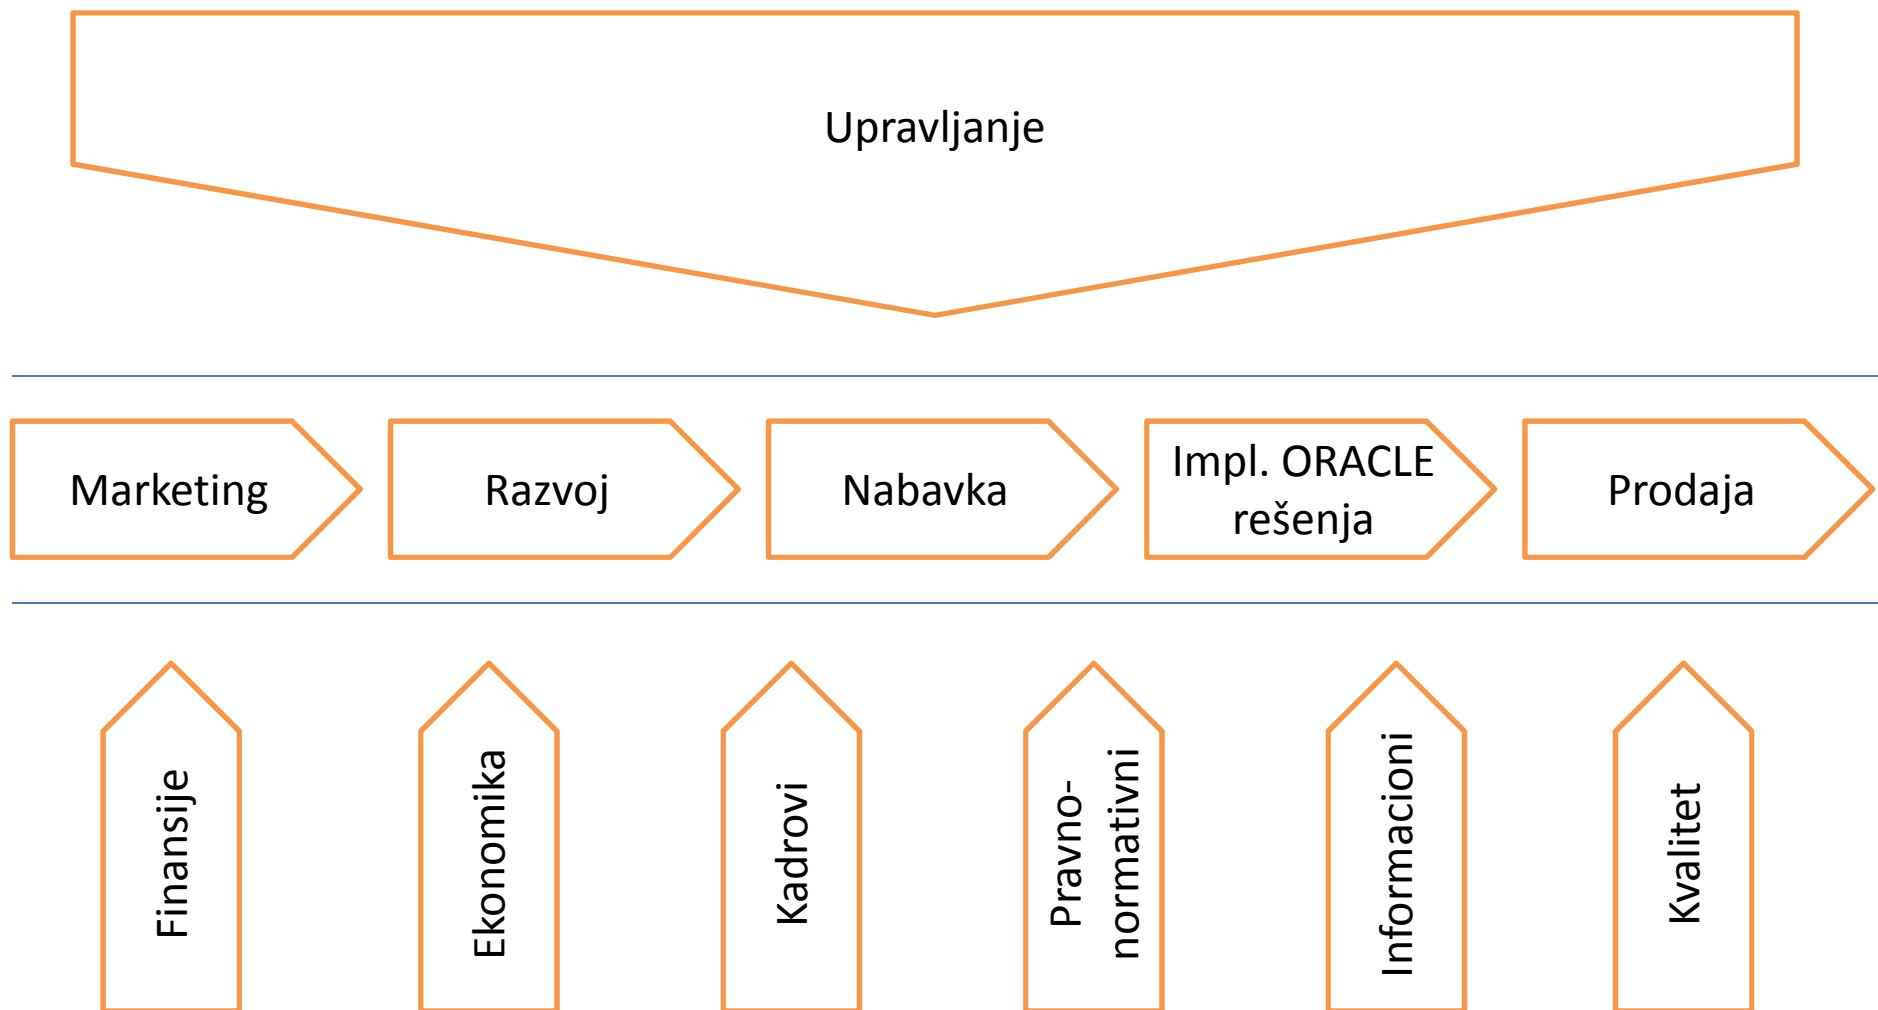 Upravljanje
Marketing
Razvoj
Nabavka
Impl. ORACLE
rešenja
Prodaja
Finansije
Ekonomika
Kadrovi
Pravno-
normativni
Informacioni
Kvalitet